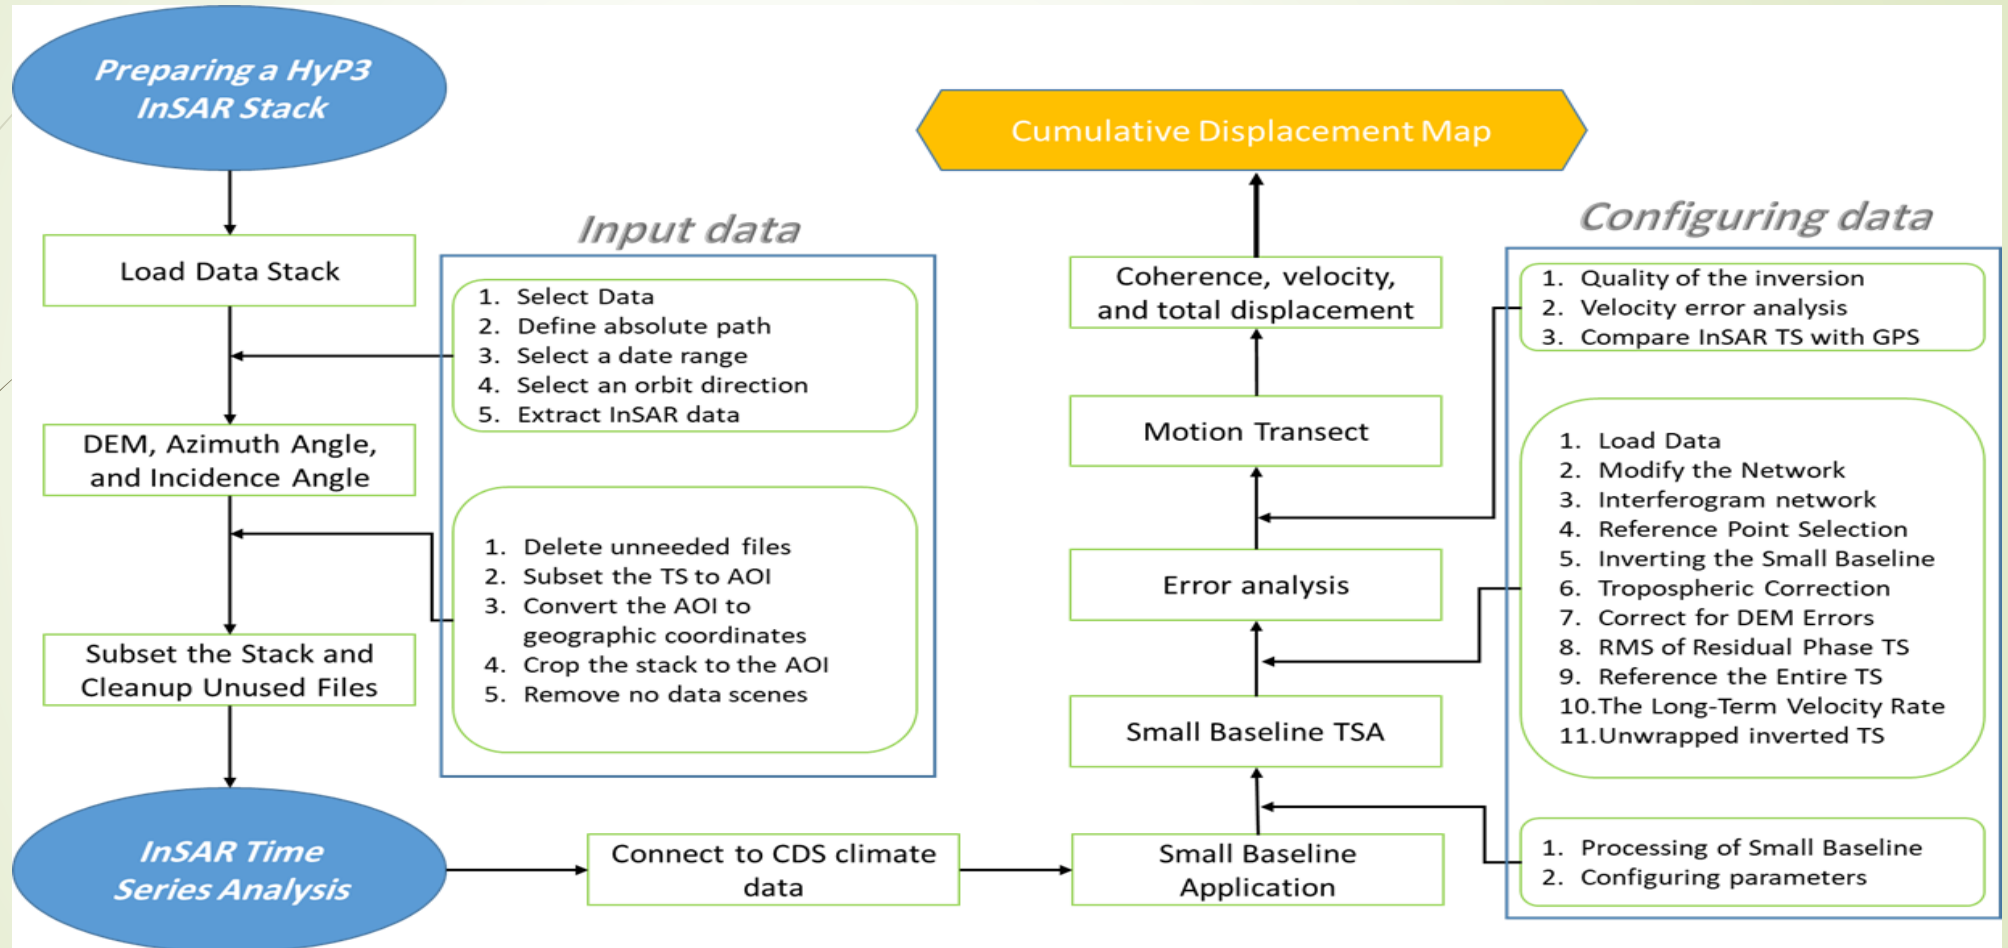 Preparing a HyP3
InSAR Stack
Load Data Stack
DEM, Azimuth Angle,
and Incidence Angle
Subset the Stack and
Cleanup Unused Files
InSAR Time
Series Analysis
Input data
1. Select Data
2. Define absolute path
3. Select a date range
4. Select an orbit direction
5. Extract InSAR data
1. Delete unneeded files
2. Subset the TS to AOI
3. Convert the AOI to
geographic coordinates
4. Crop the stack to the AOI
5. Remove no data scenes
Connect to CDS climate
data
Small Baseline
Application
Small Baseline TSA
Error analysis
Motion Transect
Coherence, velocity,
and total displacement
Cumulative Displacement Map
Configuring data
1. Quality of the inversion
2. Velocity error analysis
3. Compare InSAR TS with GPS
1. Load Data
2. Modify the Network
3. Interferogram network
4. Reference Point Selection
5. Inverting the Small Baseline
6. Tropospheric Correction
7. Correct for DEM Errors
8. RMS of Residual Phase TS
9. Reference the Entire TS
10.The Long-Term Velocity Rate
11.Unwrapped inverted TS
1. Processing of Small Baseline
2. Configuring parameters